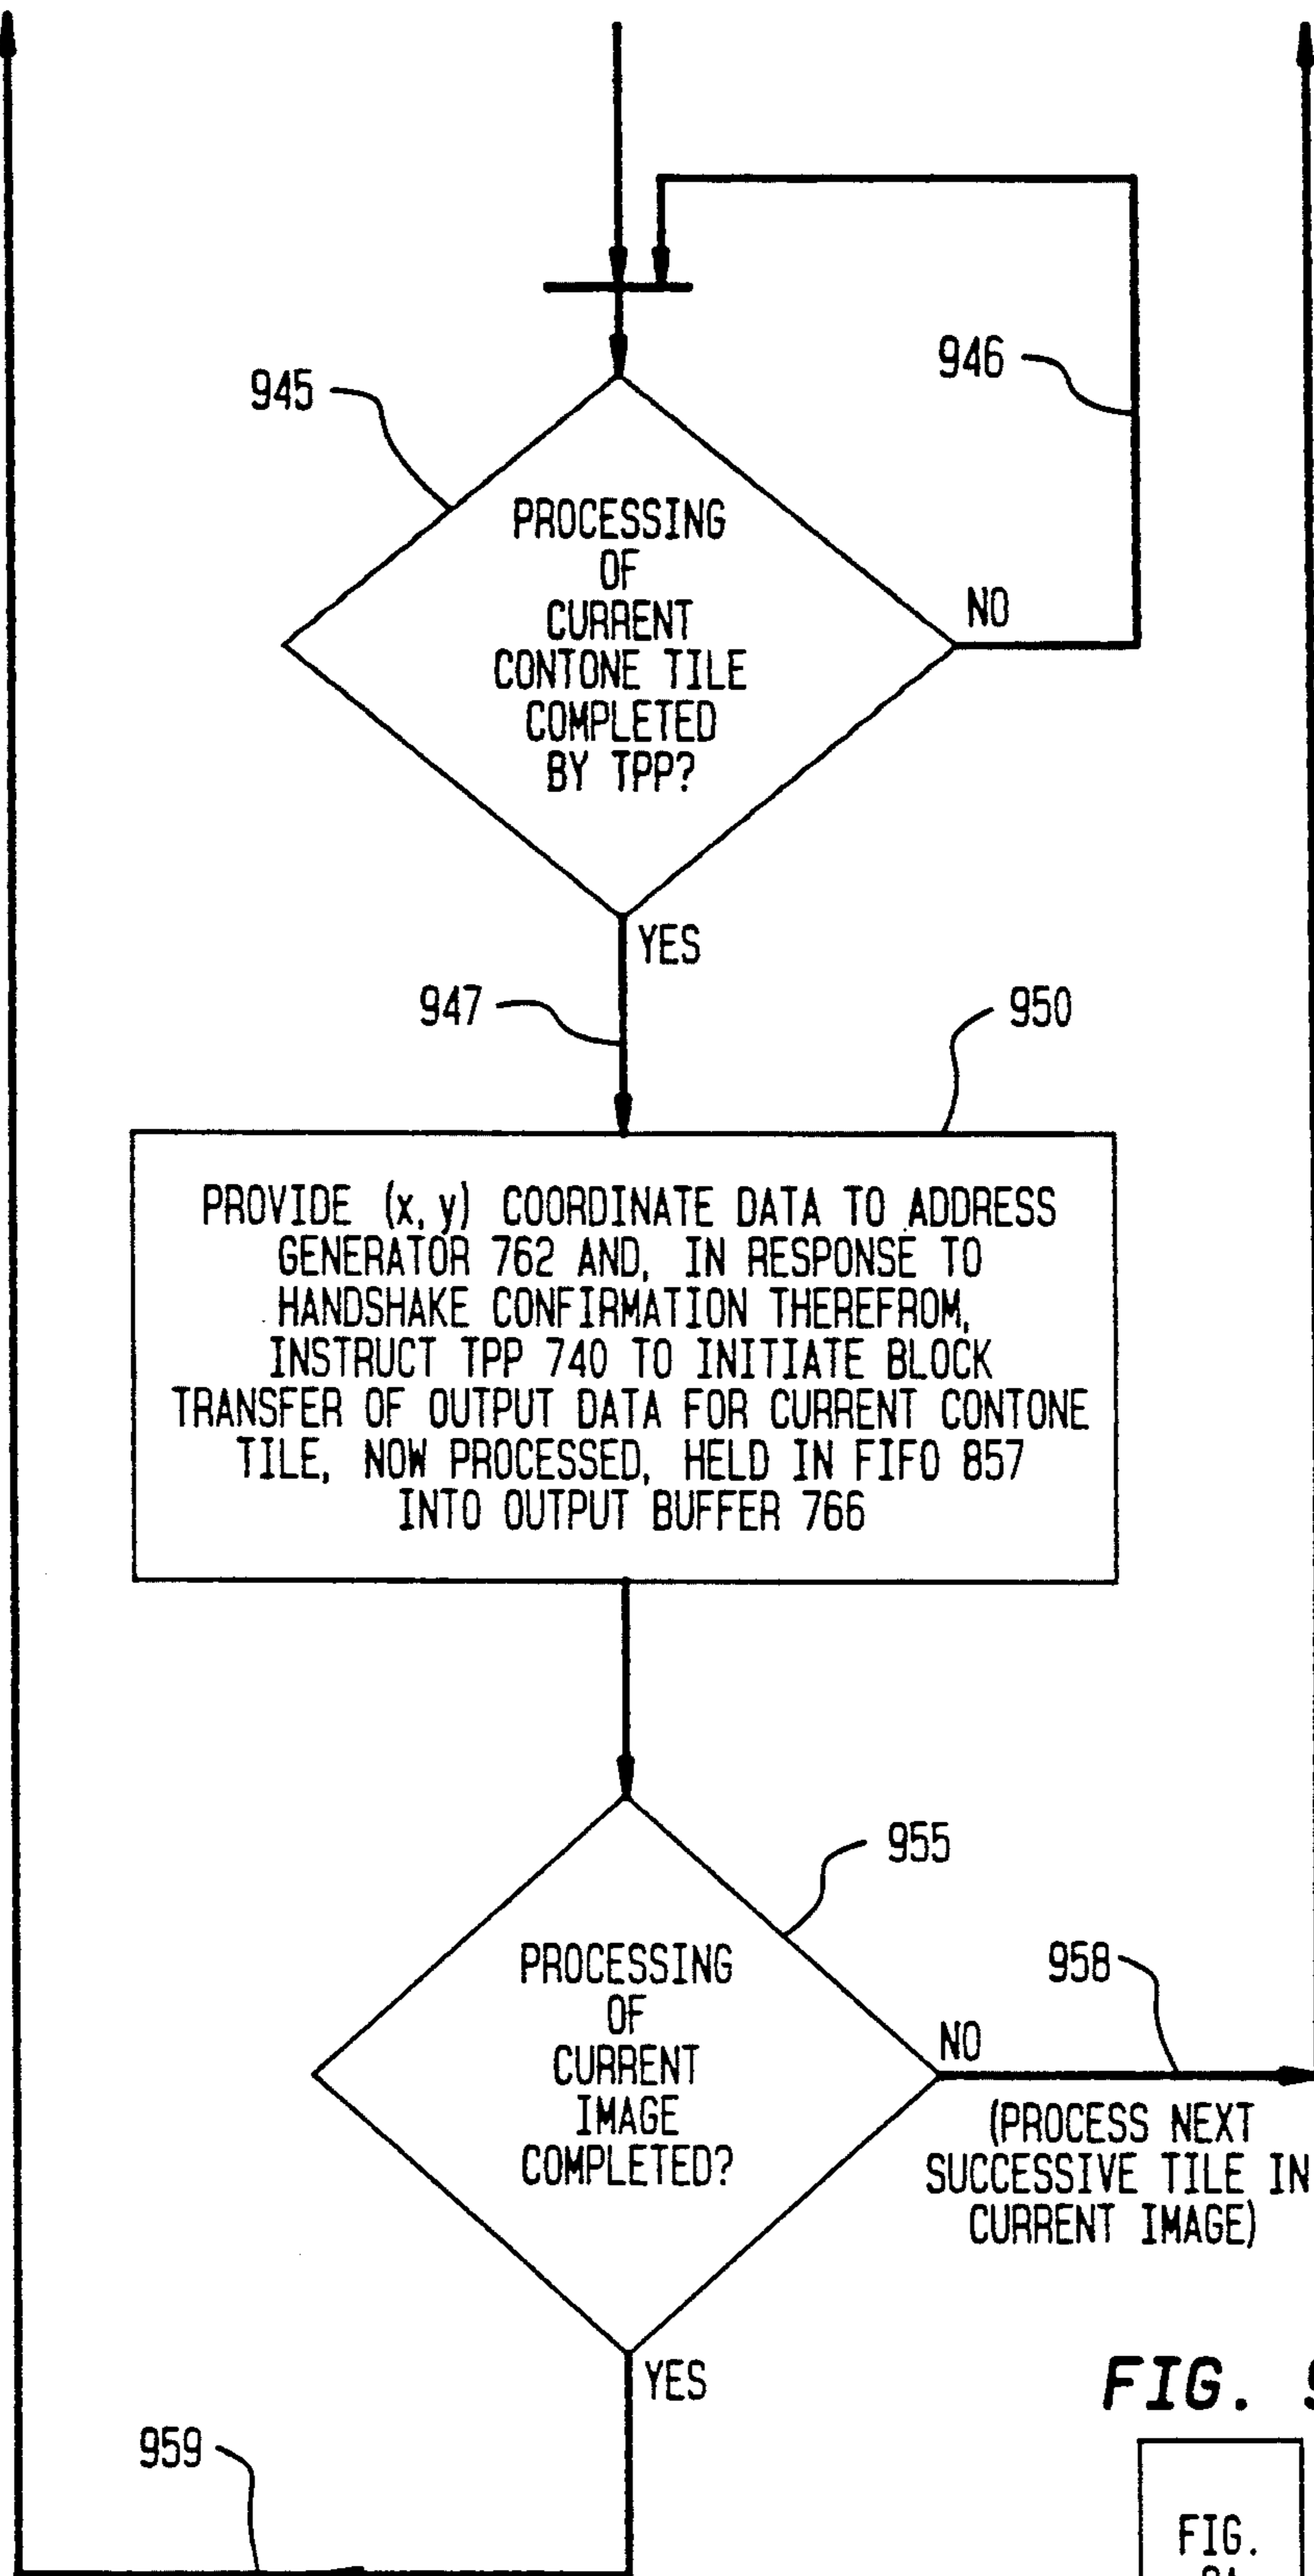 945
946
PROCESSING
OF
CURRENT
CONTONE TILE
COMPLETED
BY TPP?
NO
YES
947
950
PROVIDE (x, y) COORDINATE DATA TO ADDRESS
GENERATOR 762 AND, IN RESPONSE TO
HANDSHAKE CONFIRMATION THEREFROM,
INSTRUCT TPP 740 TO INITIATE BLOCK
TRANSFER OF OUTPUT DATA FOR CURRENT CONTONE
TILE, NOW PROCESSED, HELD IN FIFO 857
INTO OUTPUT BUFFER 766
955
958
PROCESSING
OF
CURRENT
IMAGE
COMPLETED?
NO
(PROCESS NEXT
SUCCESSIVE TILE IN
CURRENT IMAGE)
YES
FIG.
959
FIG.